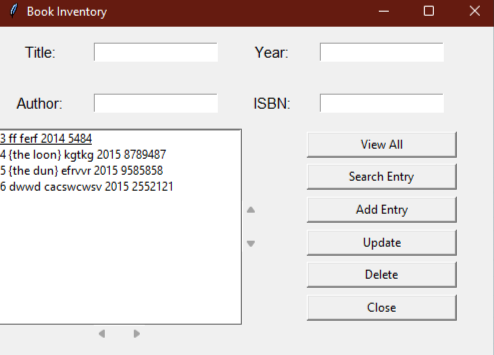 Book Inventory
Title:
Year:
Author:
ISBN:
3 ff ferf 2014 5484
4 {the loon} kgtkg 2015 8789487
5 {the dun} efrvvr 2015 9585858
6 dwwd cacswcwsv 2015 2552121
View All
Search Entry
Add Entry
Update
Delete
Close